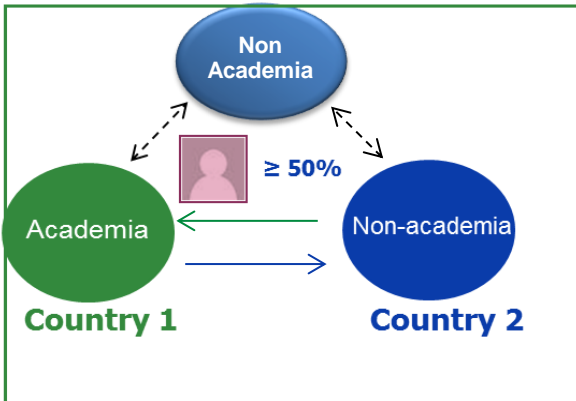 Non
Academia
≥ 50%
Academia
Non-academia
Country 1
Country 2